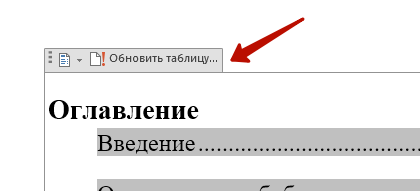 Обновить таблицу...
Оглавление
Введение....................................